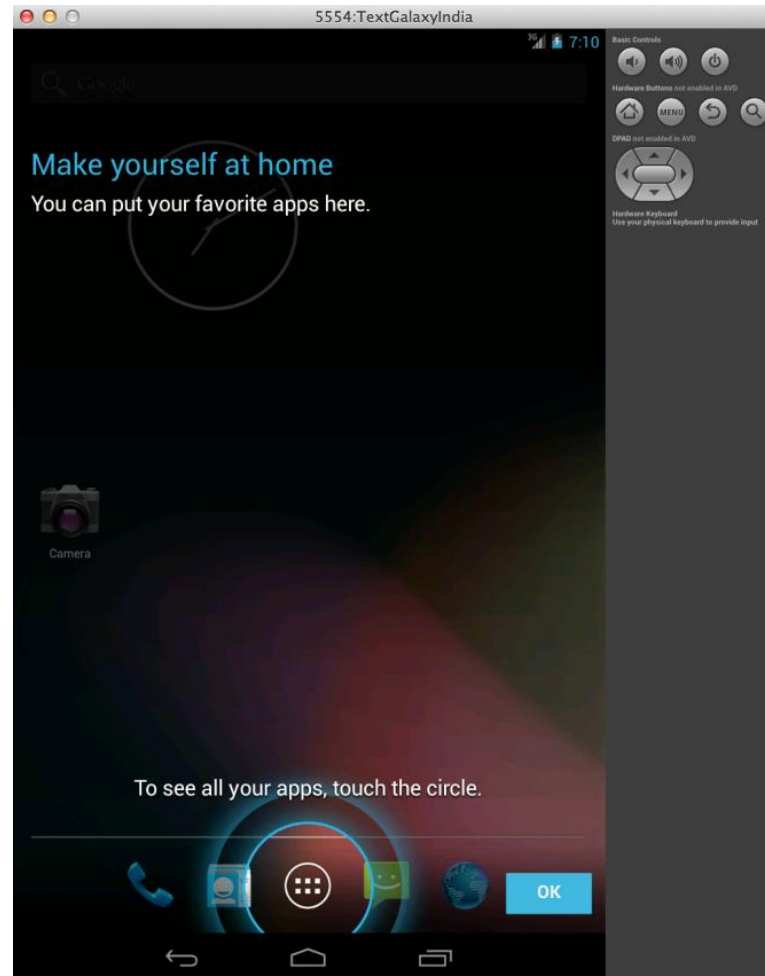 5554:TextGalaxyIndia
3G 7:10
Google
Make yourself at home
You can put your favorite apps here.
Camera
To see all your apps, touch the circle.
OK
Basic Controls
Hardware Buttons not enabled in AVD
MENU
DPAD not enabled in AVD
Hardware Keyboard
Use your physical keyboard to provide input